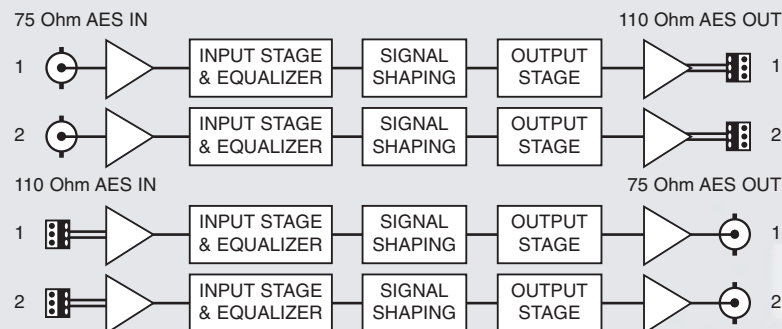 75 Ohm AES IN 110 Ohm AES OUT
1 INPUT STAGE & EQUALIZER SIGNAL SHAPING OUTPUT STAGE 1
2 INPUT STAGE & EQUALIZER SIGNAL SHAPING OUTPUT STAGE 2
110 Ohm AES IN 75 Ohm AES OUT
1 INPUT STAGE & EQUALIZER SIGNAL SHAPING OUTPUT STAGE 1
2 INPUT STAGE & EQUALIZER SIGNAL SHAPING OUTPUT STAGE 2